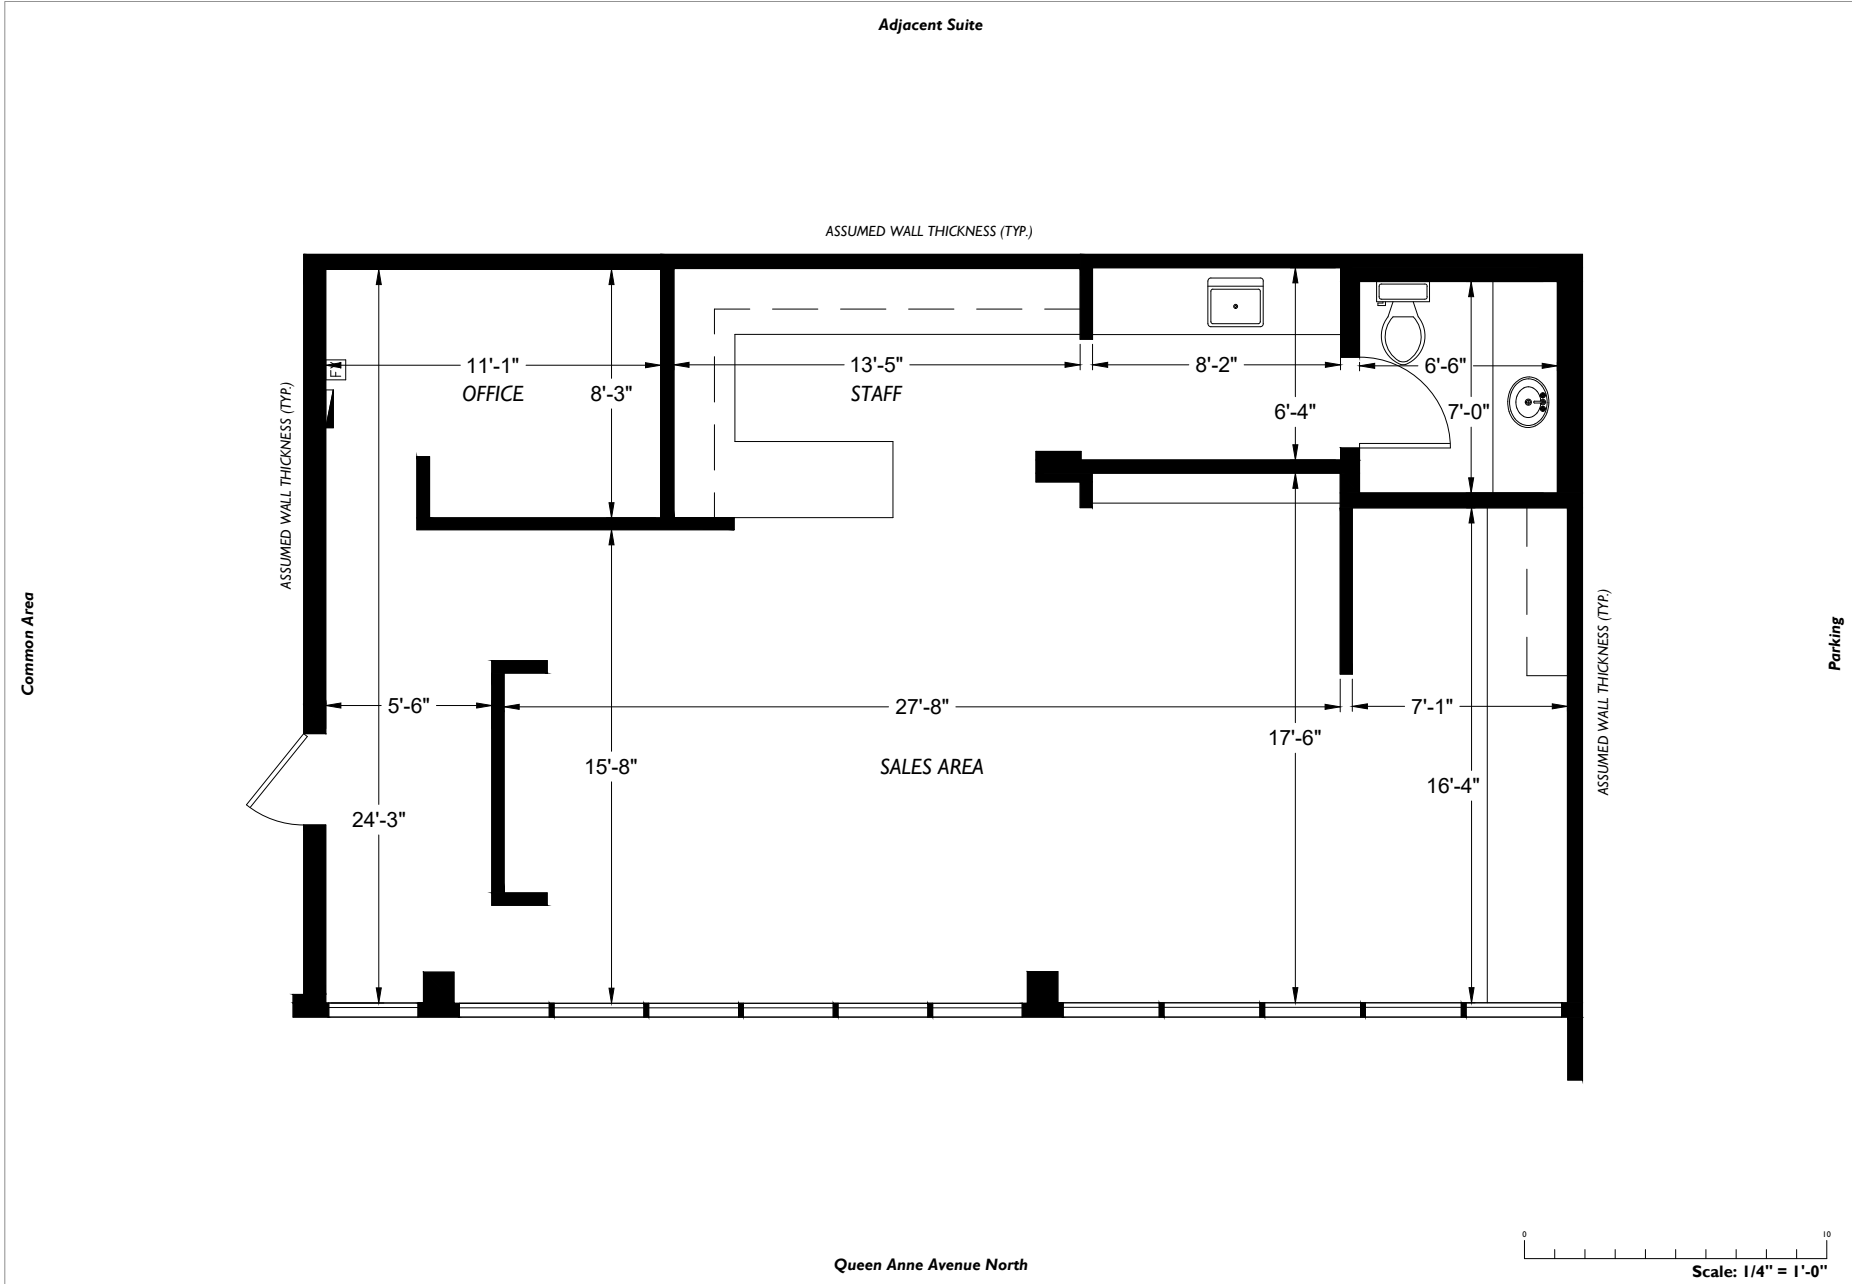 Adjacent Suite
ASSUMED WALL THICKNESS (TYP.)
11'-1"
OFFICE
8'-3"
13'-5"
STAFF
8'-2"
6'-4"
6'-6"
7'-0"
F
ASSUMED WALL THICKNESS (TYP.)
Common Area
ASSUMED WALL THICKNESS (TYP.)
Parking
5'-6"
27'-8"
7'-1"
17'-6"
15'-8"
SALES AREA
16'-4"
24'-3"
Queen Anne Avenue North
0 10
Scale: 1/4" = 1'-0"